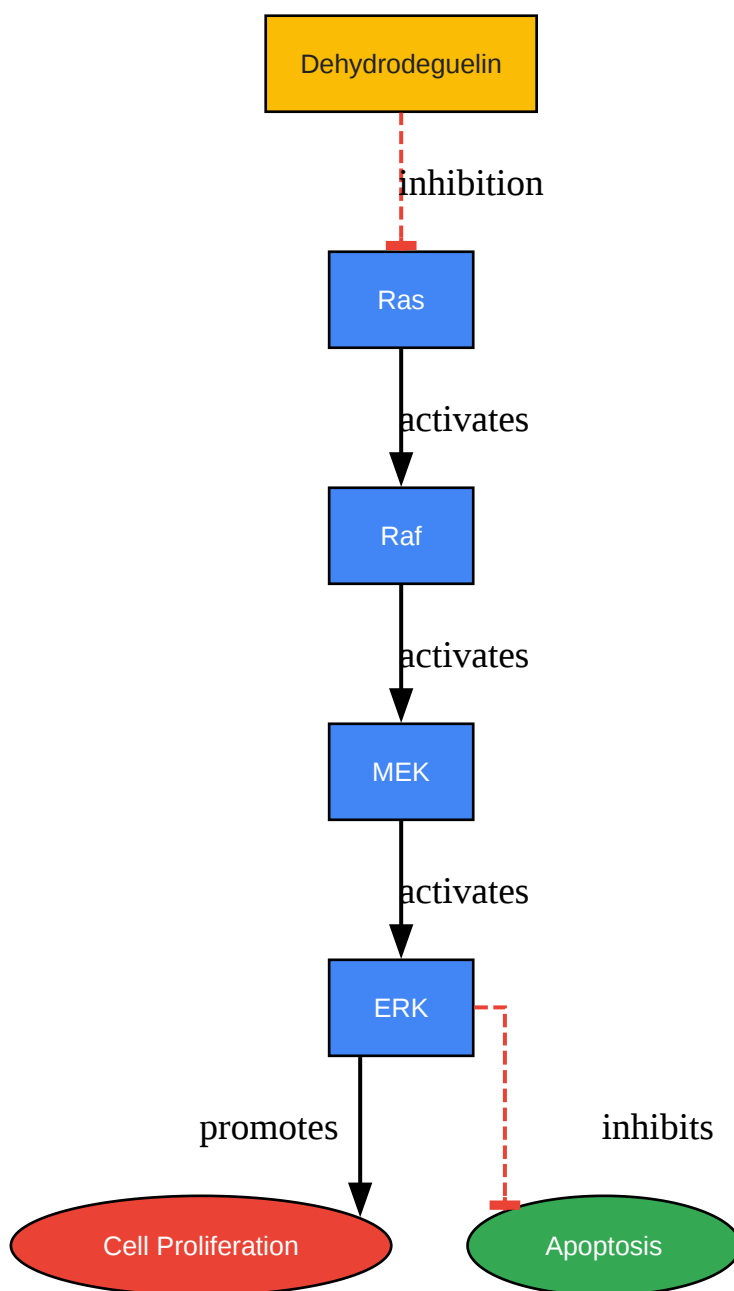 Dehydrodeguelin
inhibition
Ras
activates
Raf
activates
MEK
activates
ERK
promotes
inhibits
Cell Proliferation
Apoptosis